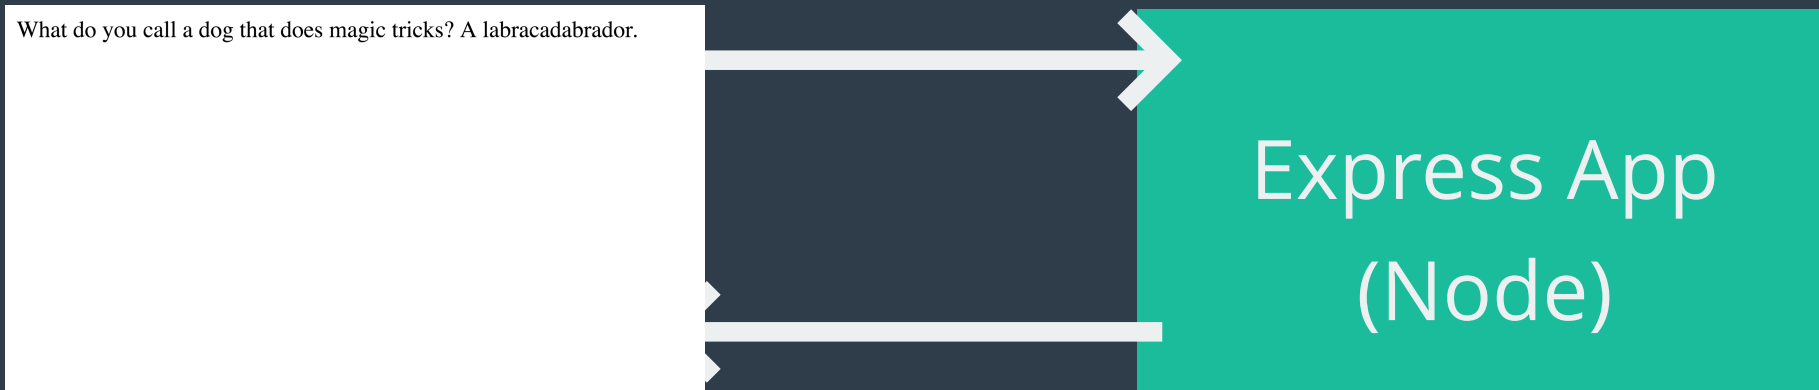 What do you call a dog that does magic tricks? A labracadabrador.
Express App
(Node)